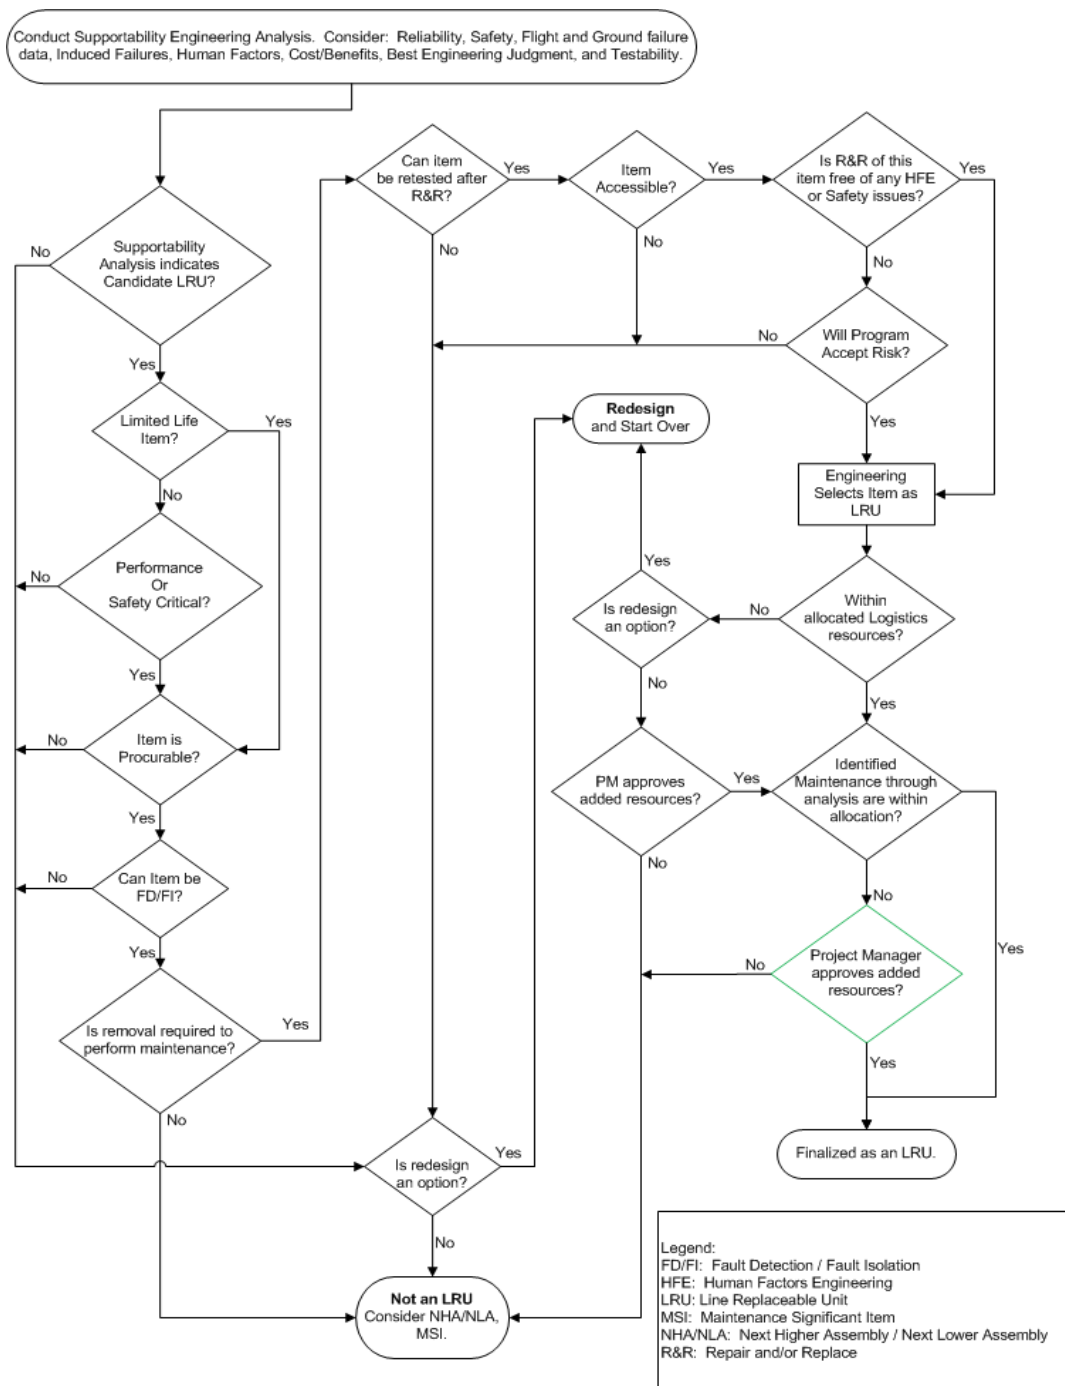 Conduct Supportability Engineering Analysis.  Consider:  Reliability, Safety, Flight and Ground failure
data, Induced Failures, Human Factors, Cost/Benefits, Best Engineering Judgment, and Testability.
Can item
be retested after
R&R?
Yes
No
Item
Accessible?
Yes
No
Is R&R of this
item free of any HFE
or Safety issues?
Yes
No
Supportability
Analysis indicates
Candidate LRU?
No
Yes
Will Program
Accept Risk?
No
Yes
Limited Life
Item?
Yes
No
Redesign
and Start Over
Engineering
Selects Item as
LRU
Performance
Or
Safety Critical?
No
Yes
Is redesign
an option?
Yes
No
Within
allocated Logistics
resources?
No
Yes
Item is
Procurable?
No
Yes
PM approves
added resources?
Yes
No
Identified
Maintenance through
analysis are within
allocation?
Yes
No
Can Item be
FD/FI?
No
Yes
Project Manager
approves added
resources?
No
Yes
Is removal required to
perform maintenance?
Yes
No
Is redesign
an option?
Yes
No
Finalized as an LRU.
Not an LRU
Consider NHA/NLA,
MSI.
Legend:
FD/FI:  Fault Detection / Fault Isolation
HFE:  Human Factors Engineering
LRU: Line Replaceable Unit
MSI:  Maintenance Significant Item
NHA/NLA:  Next Higher Assembly / Next Lower Assembly
R&R:  Repair and/or Replace